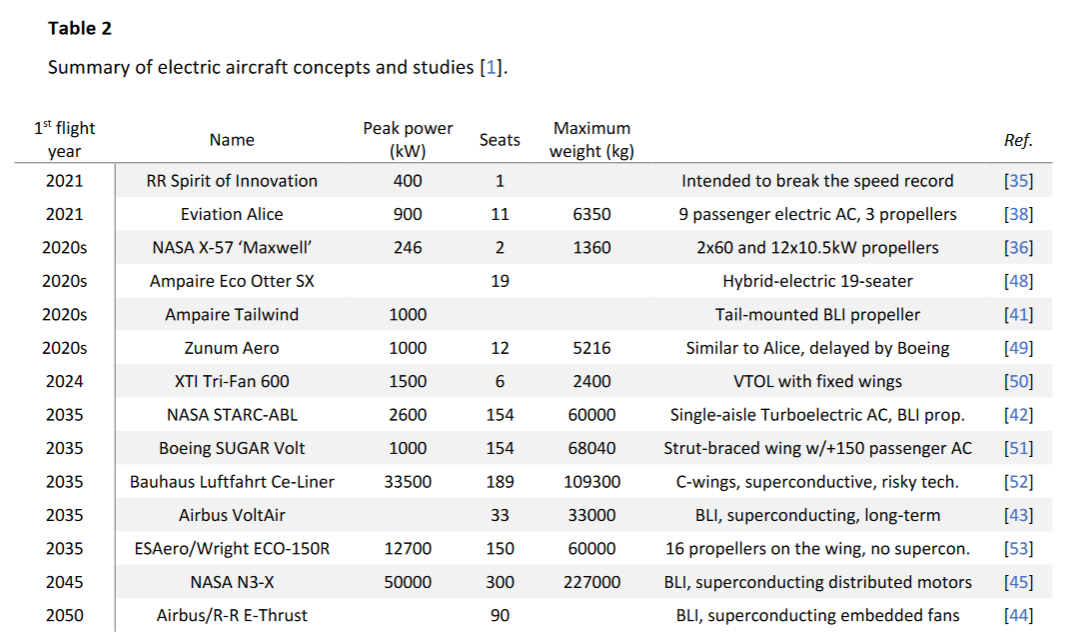 Table 2
Summary of electric aircraft concepts and studies [1].
1st flight year Name Peak power (kW) Seats Maximum weight (kg) Ref.
2021 RR Spirit of Innovation 400 1 Intended to break the speed record [35]
2021 Eviation Alice 900 11 6350 9 passenger electric AC, 3 propellers [38]
2020s NASA X-57 ‘Maxwell’ 246 2 1360 2x60 and 12x10.5kW propellers [36]
2020s Ampaire Eco Otter SX 19 Hybrid-electric 19-seater [48]
2020s Ampaire Tailwind 1000 Tail-mounted BLI propeller [41]
2020s Zunum Aero 1000 12 5216 Similar to Alice, delayed by Boeing [49]
2024 XTI Tri-Fan 600 1500 6 2400 VTOL with fixed wings [50]
2035 NASA STARC-ABL 2600 154 60000 Single-aisle Turboelectric AC, BLI prop. [42]
2035 Boeing SUGAR Volt 1000 154 68040 Strut-braced wing w/+150 passenger AC [51]
2035 Bauhaus Luftfahrt Ce-Liner 33500 189 109300 C-wings, superconductive, risky tech. [52]
2035 Airbus VoltAir 33 33000 BLI, superconducting, long-term [43]
2035 ESAero/Wright ECO-150R 12700 150 60000 16 propellers on the wing, no supercon. [53]
2045 NASA N3-X 50000 300 227000 BLI, superconducting distributed motors [45]
2050 Airbus/R-R E-Thrust 90 BLI, superconducting embedded fans [44]